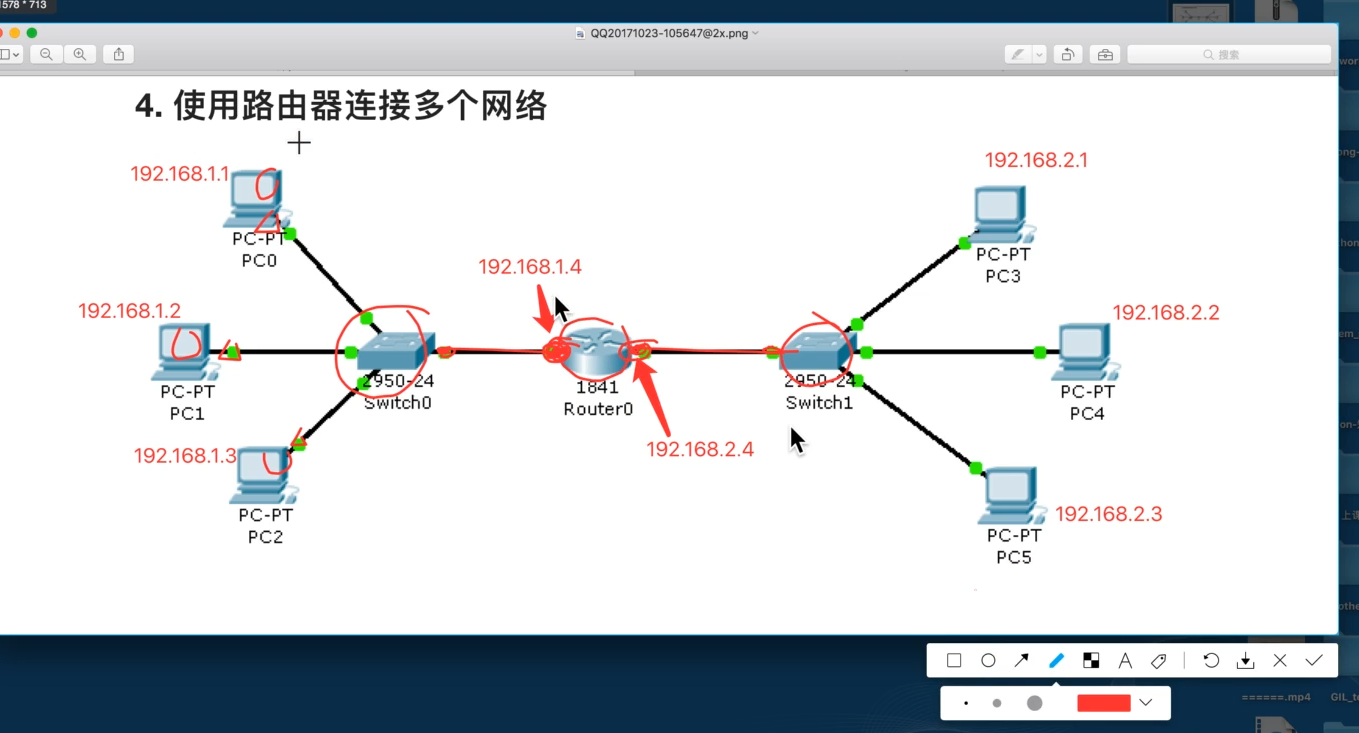 1578 * 713
QQ20171023-105647@2x.png
搜索
4. 使用路由器连接多个网络
192.168.1.1
PC-PT
PC0
192.168.1.2
PC-PT
PC1
192.168.1.3
PC-PT
PC2
2950-24
Switch0
192.168.1.4
1841
Router0
192.168.2.4
2950-24
Switch1
192.168.2.1
PC-PT
PC3
192.168.2.2
PC-PT
PC4
192.168.2.3
PC-PT
PC5
A
======.mp4